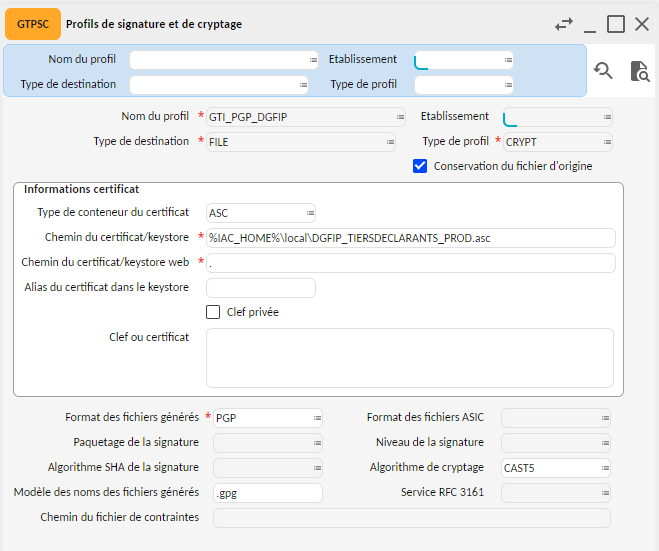 GTPSC Profils de signature et de cryptage
Nom du profil Etablissement
Type de destination Type de profil
Nom du profil * GTI_PGP_DGFIP Etablissement
Type de destination * FILE Type de profil * CRYPT
Conservation du fichier d'origine
Informations certificat
Type de conteneur du certificat ASC
Chemin du certificat/keystore * %IAC_HOME%\local\DGFIP_TIERSDECLARANTS_PROD.asc
Chemin du certificat/keystore web * .
Alias du certificat dans le keystore
Clef privée
Clef ou certificat
Format des fichiers générés * PGP Format des fichiers ASIC
Paquetage de la signature Niveau de la signature
Algorithme SHA de la signature Algorithme de cryptage CAST5
Modèle des noms des fichiers générés .gpg Service RFC 3161
Chemin du fichier de contraintes